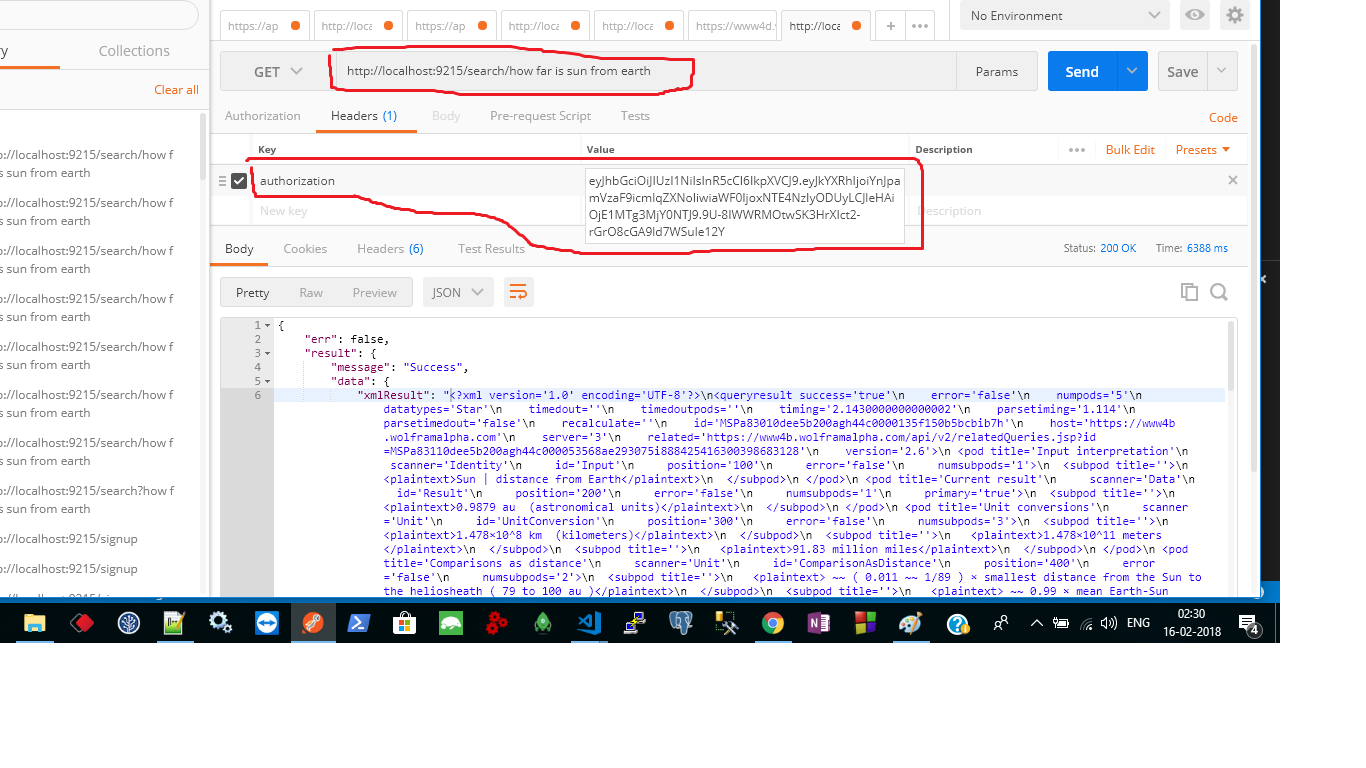 https://ap
http://loca
https://ap
http://loca
http://loca
https://www4d.w
http://loca
No Environment
ry
Collections
Clear all
GET
http://localhost:9215/search/how far is sun from earth
Params
Send
Save
Authorization
Headers (1)
Body
Pre-request Script
Tests
Code
Key
Value
Description
Bulk Edit
Presets
authorization
New key
Description
Body
Cookies
Headers (6)
Test Results
Status: 200 OK
Time: 6388 ms
Pretty
Raw
Preview
JSON
p://localhost:9215/search/how f
s sun from earth
p://localhost:9215/search/how f
s sun from earth
p://localhost:9215/search/how f
s sun from earth
p://localhost:9215/search/how f
s sun from earth
p://localhost:9215/search/how f
s sun from earth
p://localhost:9215/search/how f
s sun from earth
p://localhost:9215/search/how f
s sun from earth
p://localhost:9215/search?how f
s sun from earth
p://localhost:9215/signup
p://localhost:9215/signup
1 {
2 "err": false,
3 "result": {
4 "message": "Success",
5 "data": {
6 "xmlResult": "<?xml version='1.0' encoding='UTF-8'?>\n<queryresult success='true'\n    error='false'\n    numpods='5'\n
datatypes='Star'\n    timedout=''\n    timedoutpods=''\n    timing='2.1430000000000002'\n    parsetiming='1.114'\n
parsetimedout='false'\n    recalculate=''\n    id='MSPa83010dee5b200agh44c0000135f150b5bcbib7h'\n    host='https://www4b
.wolframalpha.com'\n    server='3'\n    related='https://www4b.wolframalpha.com/api/v2/relatedQueries.jsp?id
=MSPa83110dee5b200agh44c000053568ae293075i888425416300398683128'\n    version='2.6'>\n <pod title='Input interpretation'\n
scanner='Identity'\n    id='Input'\n    position='100'\n    error='false'\n    numsubpods='1'>\n  <subpod title=''>\n
<plaintext>Sun | distance from Earth</plaintext>\n  </subpod>\n </pod>\n <pod title='Current result'\n    scanner='Data'\n
id='Result'\n    position='200'\n    error='false'\n    numsubpods='1'\n    primary='true'>\n  <subpod title=''>\n
<plaintext>0.9879 au  (astronomical units)</plaintext>\n  </subpod>\n </pod>\n <pod title='Unit conversions'\n    scanner
='Unit'\n    id='UnitConversion'\n    position='300'\n    error='false'\n    numsubpods='3'>\n  <subpod title=''>\n
<plaintext>1.478×10^8 km  (kilometers)</plaintext>\n  </subpod>\n  <subpod title=''>\n   <plaintext>1.478×10^11 meters
</plaintext>\n  </subpod>\n  <subpod title=''>\n   <plaintext>91.83 million miles</plaintext>\n  </subpod>\n </pod>\n <pod
title='Comparisons as distance'\n    scanner='Unit'\n    id='ComparisonAsDistance'\n    position='400'\n    error
='false'\n    numsubpods='2'>\n  <subpod title=''>\n   <plaintext> ~~ ( 0.011 ~~ 1/89 ) × smallest distance from the Sun to
the heliosheath ( 79 to 100 au )</plaintext>\n  </subpod>\n  <subpod title=''>\n   <plaintext> ~~ 0.99 × mean Earth-Sun
ENG
02:30
16-02-2018
4